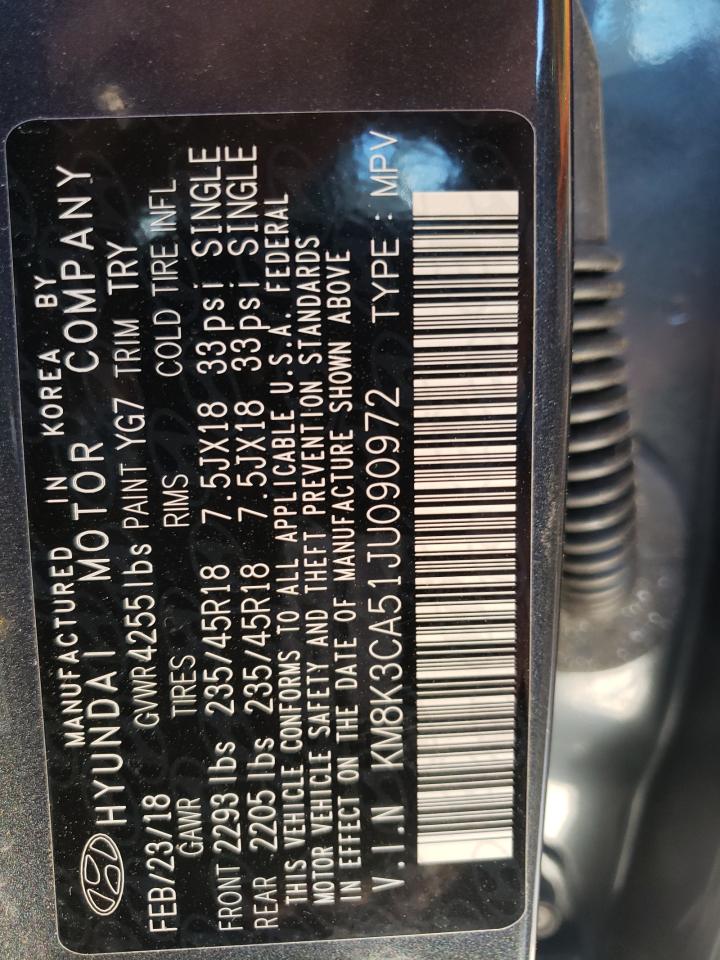 MANUFACTURED IN KOREA BY
HYUNDAI MOTOR COMPANY
FEB/23/18 GVWR 4255 lbs PAINT YG7 TRIM TRY
GAWR TIRES RIMS COLD TIRE INFL
FRONT 2293 lbs 235/45R18 7.5JX18 33psi SINGLE
REAR 2205 lbs 235/45R18 7.5JX18 33psi SINGLE
THIS VEHICLE CONFORMS TO ALL APPLICABLE U.S.A. FEDERAL
MOTOR VEHICLE SAFETY AND THEFT PREVENTION STANDARDS
IN EFFECT ON THE DATE OF MANUFACTURE SHOWN ABOVE
V.I.N KM8K3CA51JU090972 TYPE : MPV